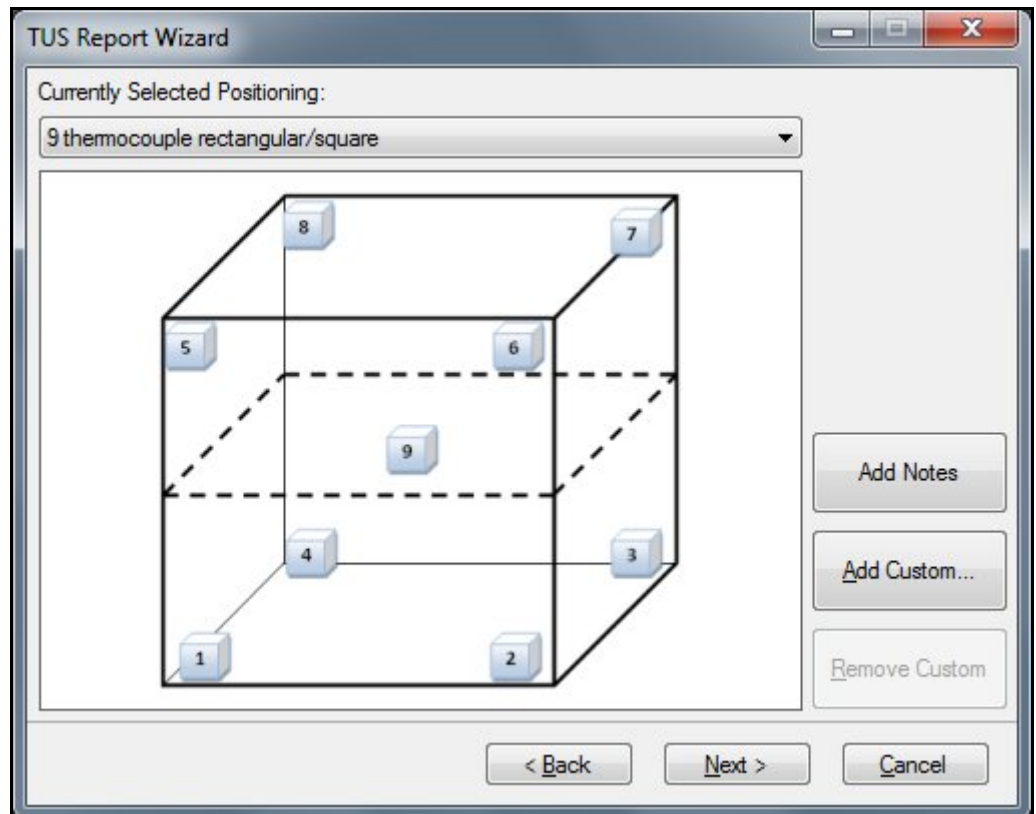 TUS Report Wizard
Currently Selected Positioning:
9 thermocouple rectangular/square
8
7
5
6
9
4
3
1
2
Add Notes
Add Custom...
Remove Custom
< Back
Next >
Cancel